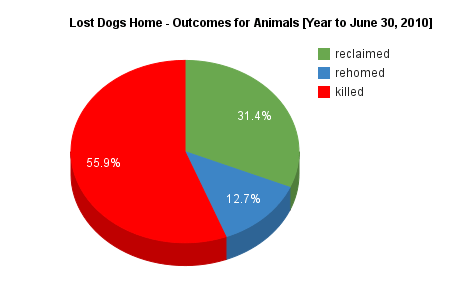 Lost Dogs Home - Outcomes for Animals [Year to June 30, 2010]
reclaimed
rehomed
killed
31.4%
55.9%
12.7%